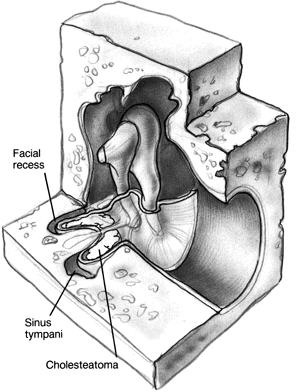 Facial
recess
Sinus
tympani
Cholesteatoma